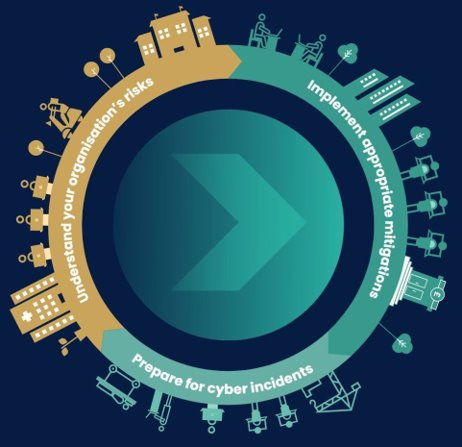 Understand your organisation's risks
Implement appropriate mitigations
Prepare for cyber incidents